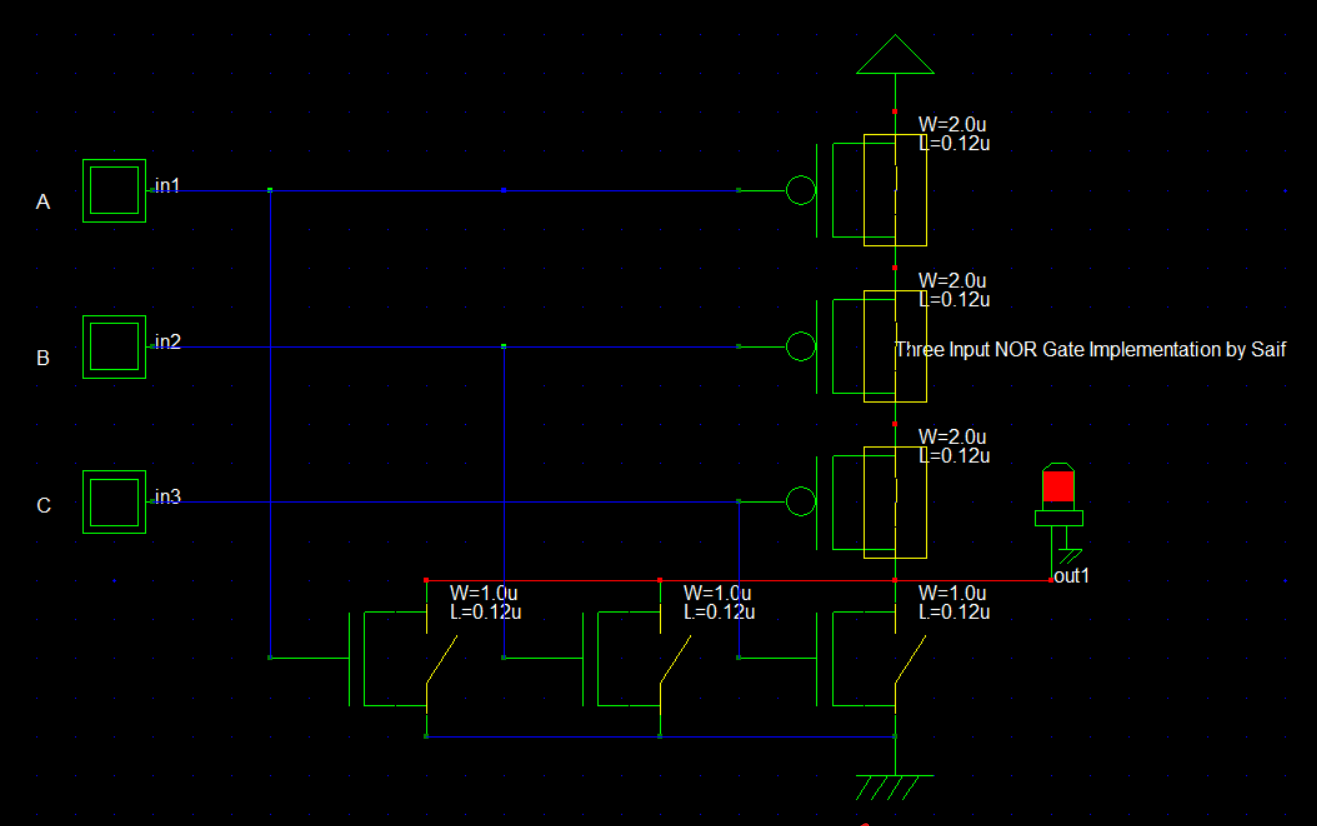 W=2.0u
L=0.12u
in1
A
W=2.0u
L=0.12u
in2
B
Three Input NOR Gate Implementation by Saif
W=2.0u
L=0.12u
in3
C
out1
W=1.0u
L=0.12u
W=1.0u
L=0.12u
W=1.0u
L=0.12u